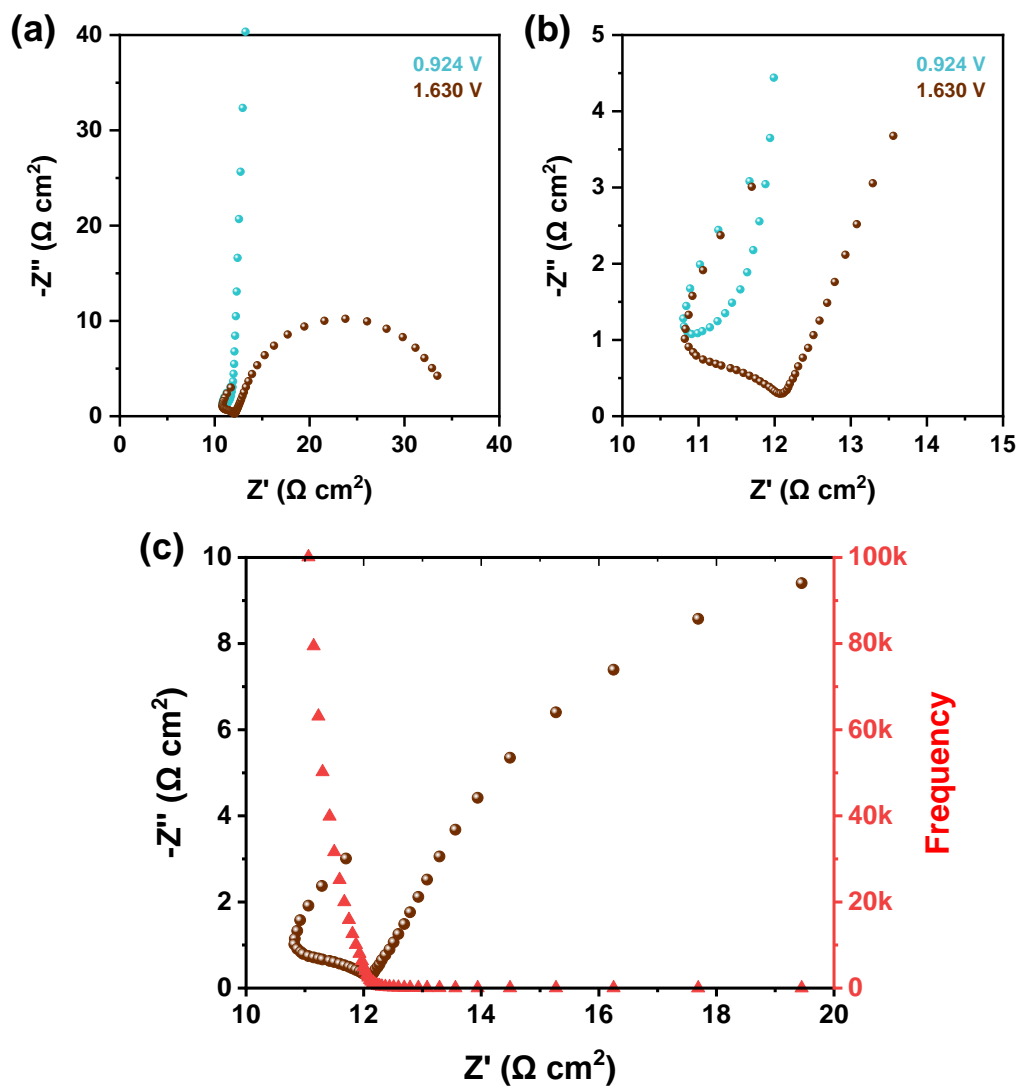 (a)
40
30
20
10
0
0
10
20
30
40
-Z'' (Ω cm²)
Z' (Ω cm²)
0.924 V
1.630 V
(b)
5
4
3
2
1
0
10
11
12
13
14
15
-Z'' (Ω cm²)
Z' (Ω cm²)
0.924 V
1.630 V
(c)
10
8
6
4
2
0
10
12
14
16
18
20
-Z'' (Ω cm²)
Z' (Ω cm²)
100k
80k
60k
40k
20k
0
Frequency